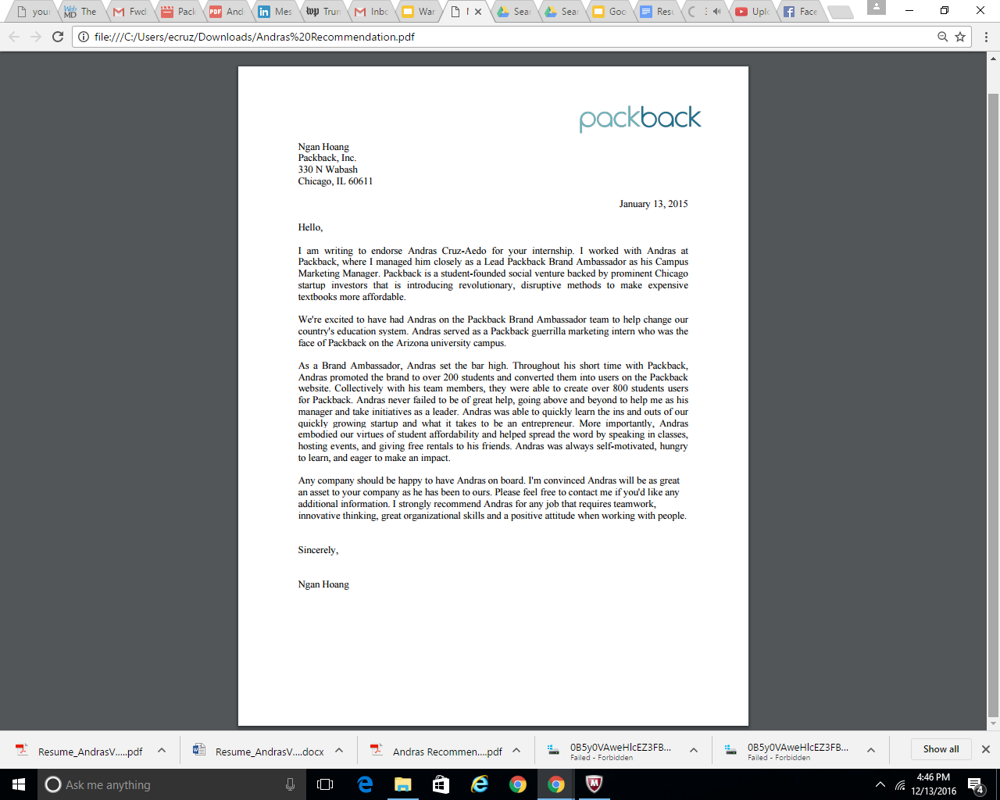 your
WebMD The
Fwd
Pack
PDF And
in Mes
wp Trun
Inbo
War
Sear
Sear
Goo
Resu
Uplo
Face
file:///C:/Users/ecruz/Downloads/Andras%20Recommendation.pdf
packback
Ngan Hoang
Packback, Inc.
330 N Wabash
Chicago, IL 60611
January 13, 2015
Hello,
I am writing to endorse Andras Cruz-Aedo for your internship. I worked with Andras at
Packback, where I managed him closely as a Lead Packback Brand Ambassador as his Campus
Marketing Manager. Packback is a student-founded social venture backed by prominent Chicago
startup investors that is introducing revolutionary, disruptive methods to make expensive
textbooks more affordable.
We're excited to have had Andras on the Packback Brand Ambassador team to help change our
country's education system. Andras served as a Packback guerrilla marketing intern who was the
face of Packback on the Arizona university campus.
As a Brand Ambassador, Andras set the bar high. Throughout his short time with Packback,
Andras promoted the brand to over 200 students and converted them into users on the Packback
website. Collectively with his team members, they were able to create over 800 students users
for Packback. Andras never failed to be of great help, going above and beyond to help me as his
manager and take initiatives as a leader. Andras was able to quickly learn the ins and outs of our
quickly growing startup and what it takes to be an entrepreneur. More importantly, Andras
embodied our virtues of student affordability and helped spread the word by speaking in classes,
hosting events, and giving free rentals to his friends. Andras was always self-motivated, hungry
to learn, and eager to make an impact.
Any company should be happy to have Andras on board. I'm convinced Andras will be as great
an asset to your company as he has been to ours. Please feel free to contact me if you'd like any
additional information. I strongly recommend Andras for any job that requires teamwork,
innovative thinking, great organizational skills and a positive attitude when working with people.
Sincerely,
Ngan Hoang
Resume_AndrasV.....pdf
Resume_AndrasV....docx
Andras Recommen....pdf
0B5y0VAweHlcEZ3FB...
Failed - Forbidden
0B5y0VAweHlcEZ3FB...
Failed - Forbidden
Show all
Ask me anything
4:46 PM
12/13/2016
4